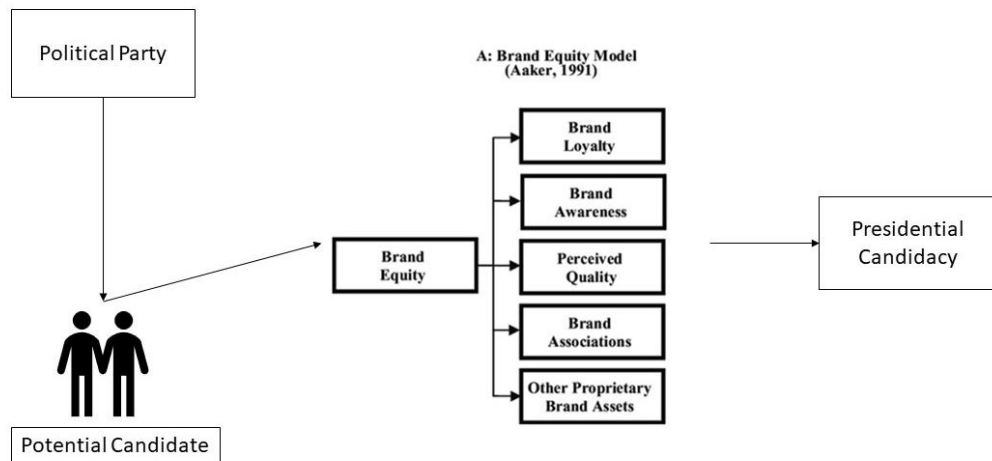 Political Party
A: Brand Equity Model
(Aaker, 1991)
Brand
Loyalty
Brand
Awareness
Brand
Equity
Perceived
Quality
Brand
Associations
Other Proprietary
Brand Assets
Presidential
Candidacy
Potential Candidate